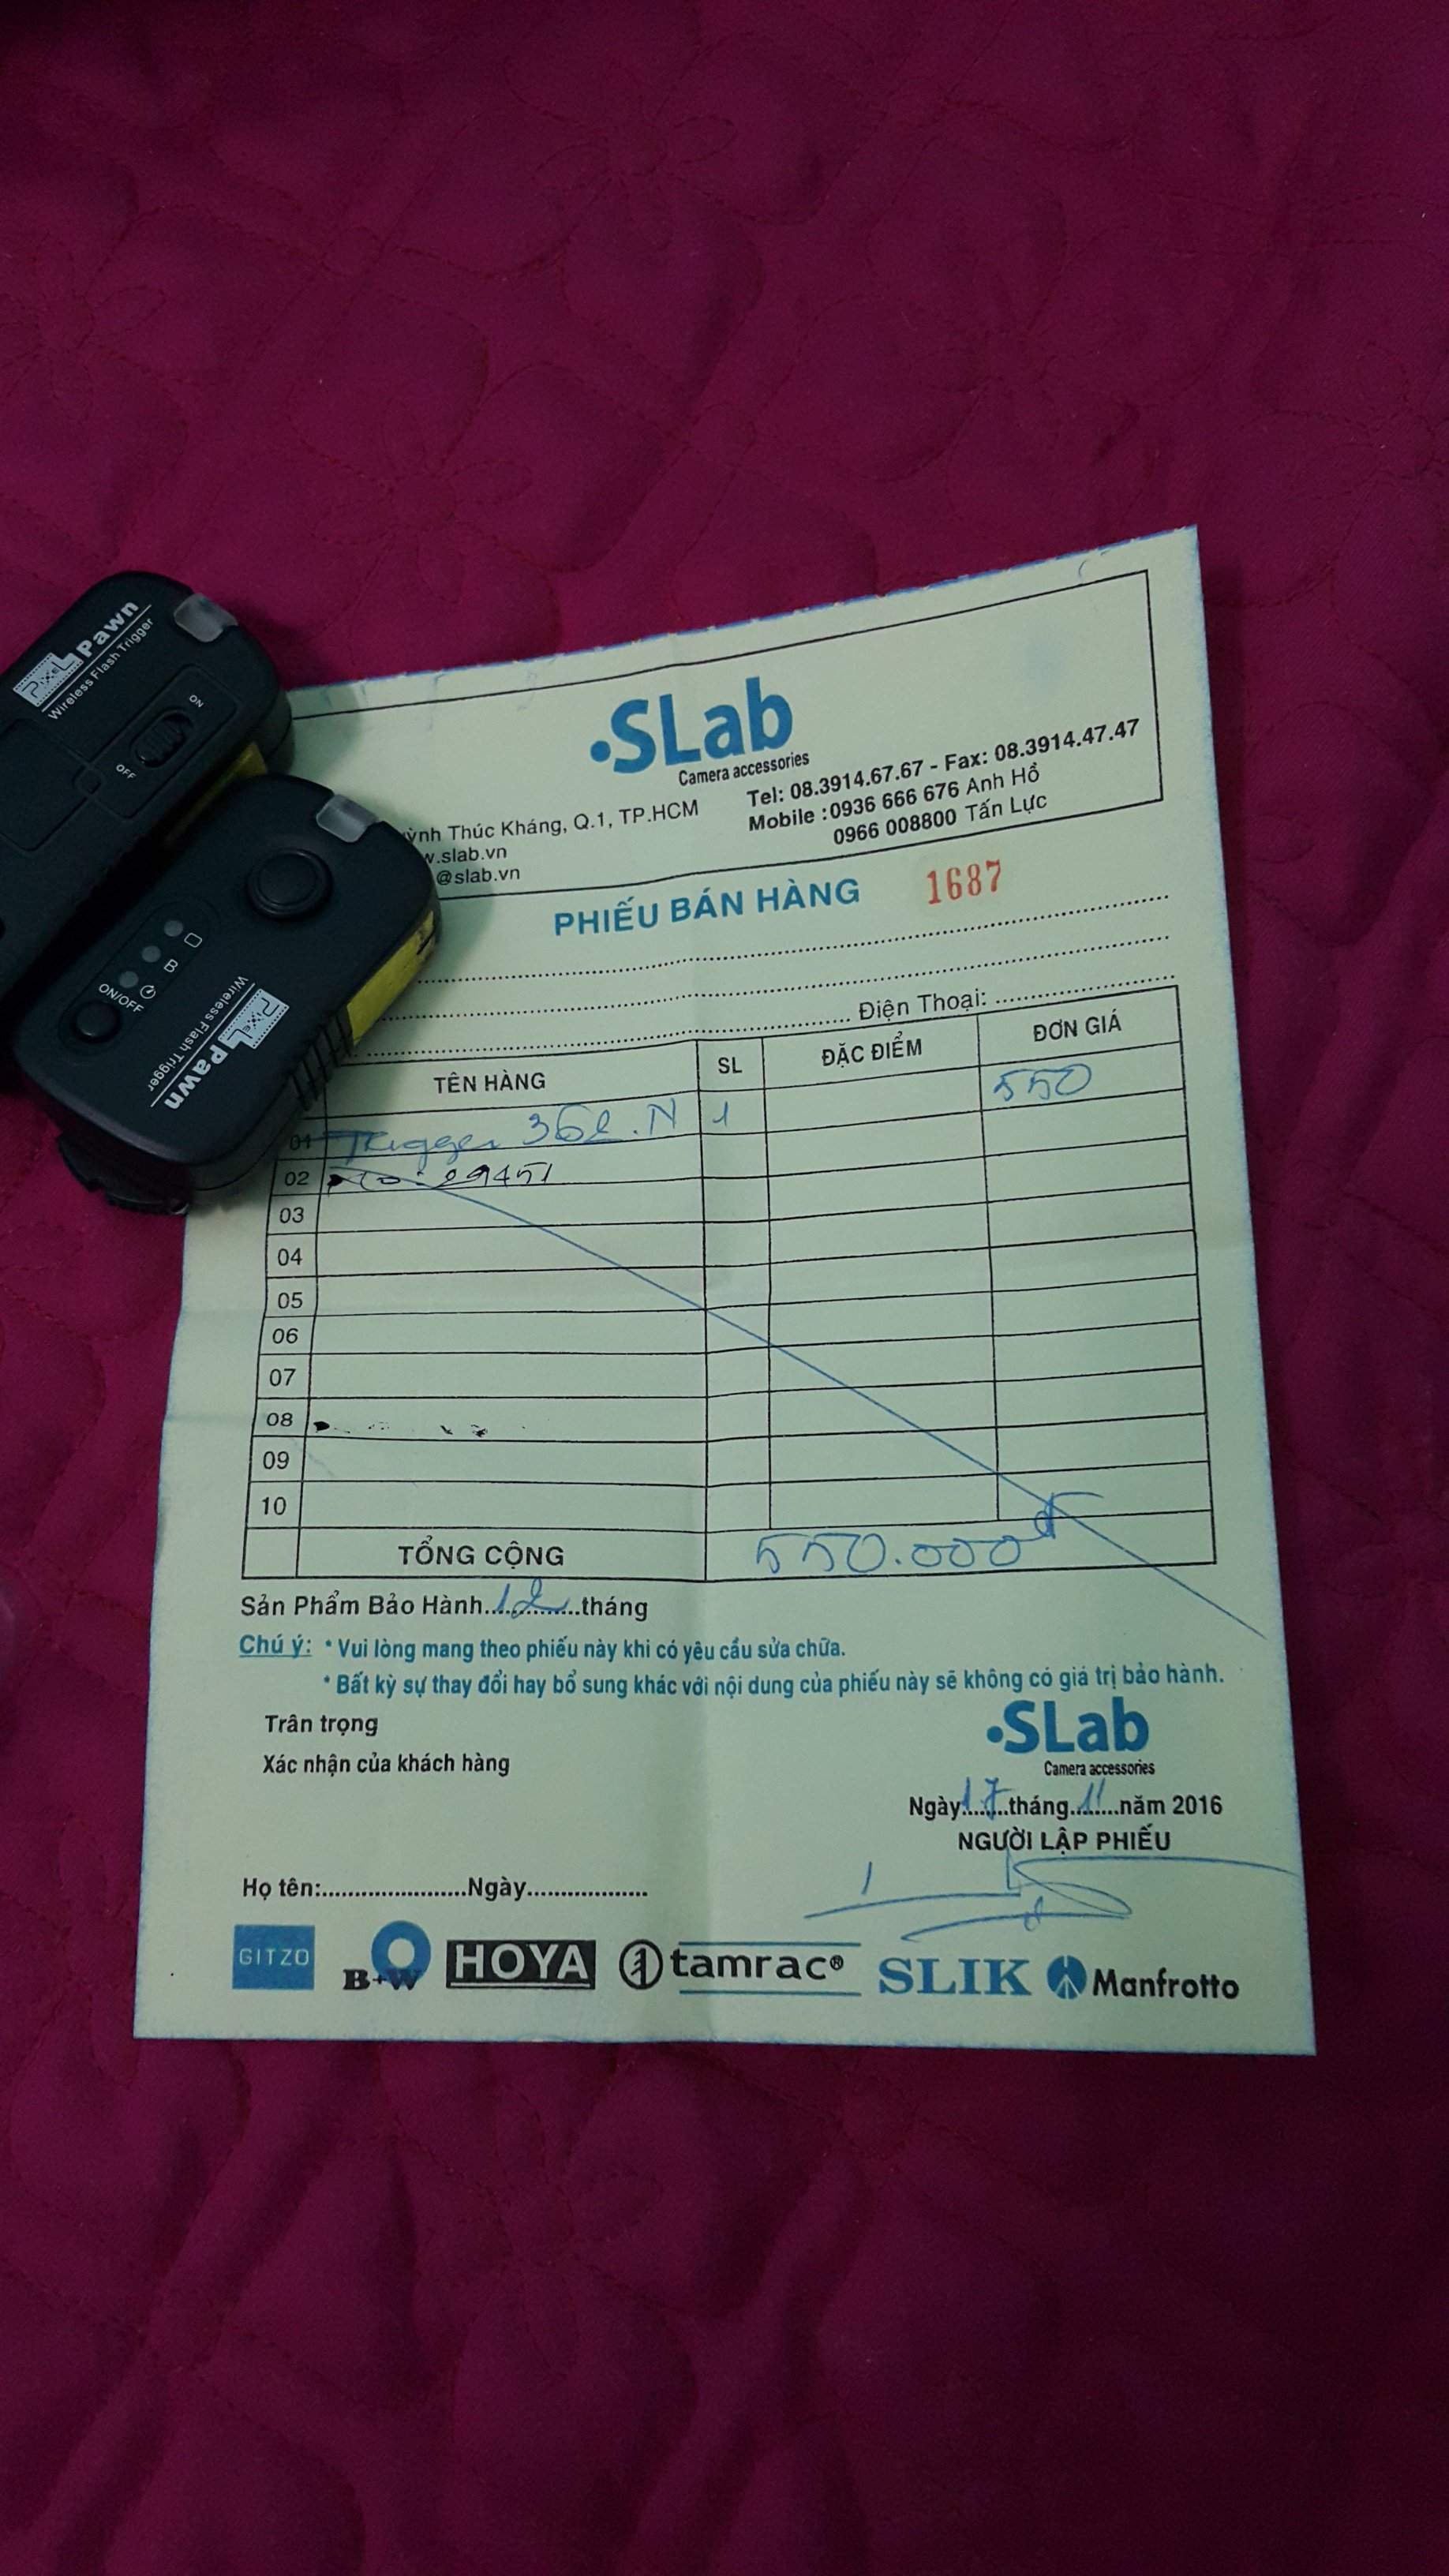 PIXEL Pawn
Wireless Flash Trigger
ON
OFF
ON/OFF
B
PIXEL Pawn
Wireless Flash Trigger
SLab
Camera accessories
ỳnh Thúc Kháng, Q.1, TP.HCM
.slab.vn
@slab.vn
Tel: 08.3914.67.67 - Fax: 08.3914.47.47
Mobile : 0936 666 676 Anh Hổ
0966 008800 Tấn Lực
PHIẾU BÁN HÀNG 1687
Điện Thoại:
TÊN HÀNG SL ĐẶC ĐIỂM ĐƠN GIÁ
01 Trigger 362.N 1 550
02 29451
03
04
05
06
07
08
09
10
TỔNG CỘNG 550.000đ
Sản Phẩm Bảo Hành...12...tháng
Chú ý: * Vui lòng mang theo phiếu này khi có yêu cầu sửa chữa.
* Bất kỳ sự thay đổi hay bổ sung khác với nội dung của phiếu này sẽ không có giá trị bảo hành.
Trân trọng
Xác nhận của khách hàng
SLab
Camera accessories
Ngày 17 tháng 11 năm 2016
NGƯỜI LẬP PHIẾU
Họ tên:......................Ngày...................
GITZO B+W HOYA tamrac® SLIK Manfrotto